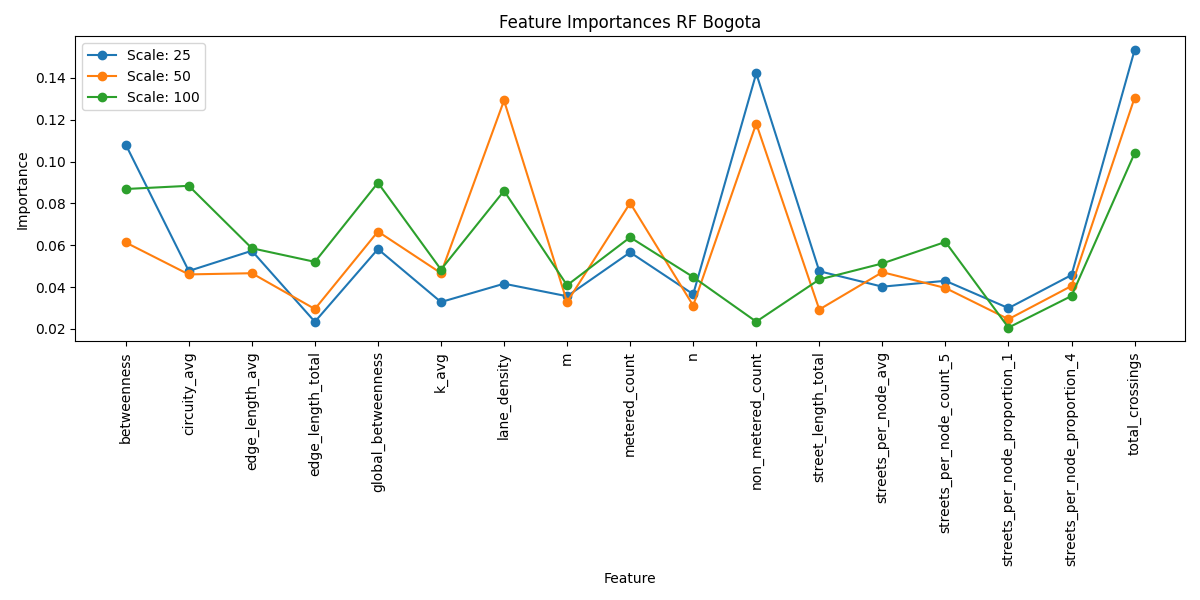 Feature Importances RF Bogota
Scale: 25
Scale: 50
Scale: 100
Importance
0.14
0.12
0.10
0.08
0.06
0.04
0.02
betweenness
circuity_avg
edge_length_avg
edge_length_total
global_betweenness
k_avg
lane_density
m
metered_count
n
non_metered_count
street_length_total
streets_per_node_avg
streets_per_node_count_5
streets_per_node_proportion_1
streets_per_node_proportion_4
total_crossings
Feature